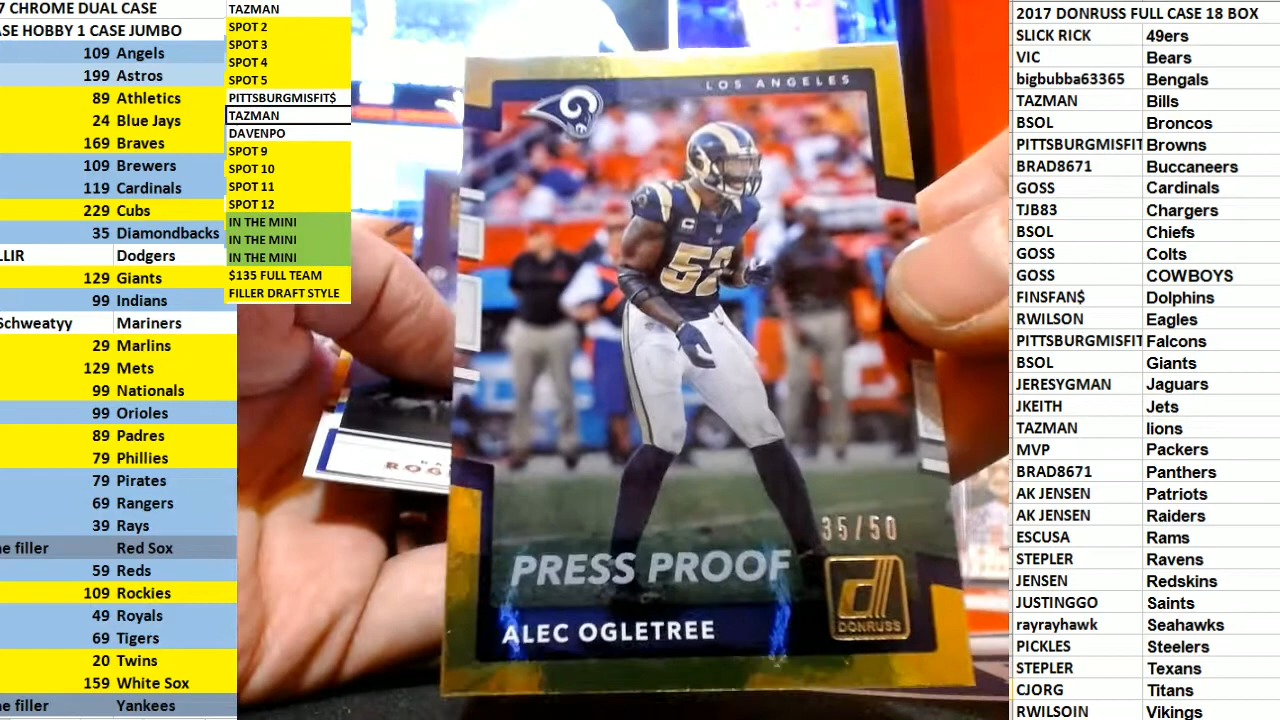 7 CHROME DUAL CASE
ASE HOBBY 1 CASE JUMBO
109 Angels
199 Astros
89 Athletics
24 Blue Jays
169 Braves
109 Brewers
119 Cardinals
229 Cubs
35 Diamondbacks
LLIR Dodgers
129 Giants
99 Indians
Schweatyy Mariners
29 Marlins
129 Mets
99 Nationals
99 Orioles
89 Padres
79 Phillies
79 Pirates
69 Rangers
39 Rays
ne filler Red Sox
59 Reds
109 Rockies
49 Royals
69 Tigers
20 Twins
159 White Sox
ne filler Yankees
TAZMAN
SPOT 2
SPOT 3
SPOT 4
SPOT 5
PITTSBURGMISFIT$
TAZMAN
DAVENPO
SPOT 9
SPOT 10
SPOT 11
SPOT 12
IN THE MINI
IN THE MINI
IN THE MINI
$135 FULL TEAM
FILLER DRAFT STYLE
LOS ANGELES
52
35/50
PRESS PROOF
DONRUSS
ALEC OGLETREE
ROG
2017 DONRUSS FULL CASE 18 BOX
SLICK RICK 49ers
VIC Bears
bigbubba63365 Bengals
TAZMAN Bills
BSOL Broncos
PITTSBURGMISFIT Browns
BRAD8671 Buccaneers
GOSS Cardinals
TJB83 Chargers
BSOL Chiefs
GOSS Colts
GOSS COWBOYS
FINSFAN$ Dolphins
RWILSON Eagles
PITTSBURGMISFIT Falcons
BSOL Giants
JERESYGMAN Jaguars
JKEITH Jets
TAZMAN lions
MVP Packers
BRAD8671 Panthers
AK JENSEN Patriots
AK JENSEN Raiders
ESCUSA Rams
STEPLER Ravens
JENSEN Redskins
JUSTINGGO Saints
rayrayhawk Seahawks
PICKLES Steelers
STEPLER Texans
CJORG Titans
RWILSOIN Vikings